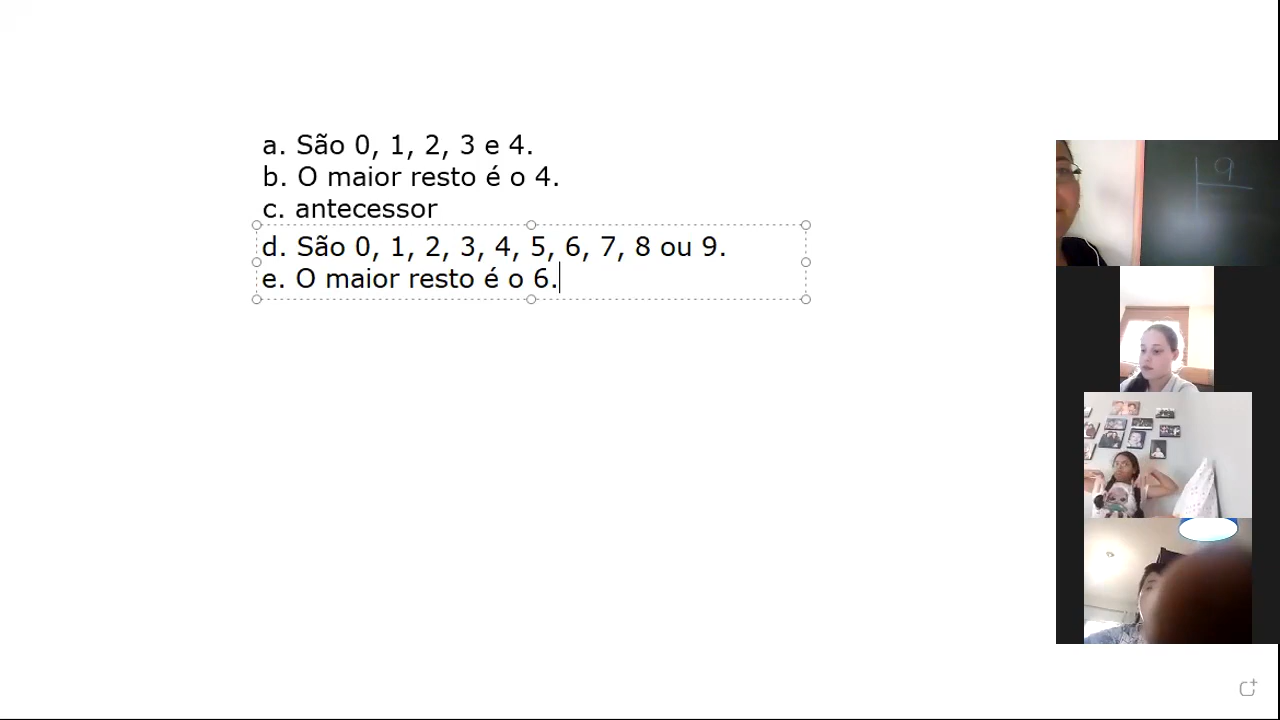 a. São 0, 1, 2, 3 e 4.
b. O maior resto é o 4.
c. antecessor
d. São 0, 1, 2, 3, 4, 5, 6, 7, 8 ou 9.
e. O maior resto é o 6.
9